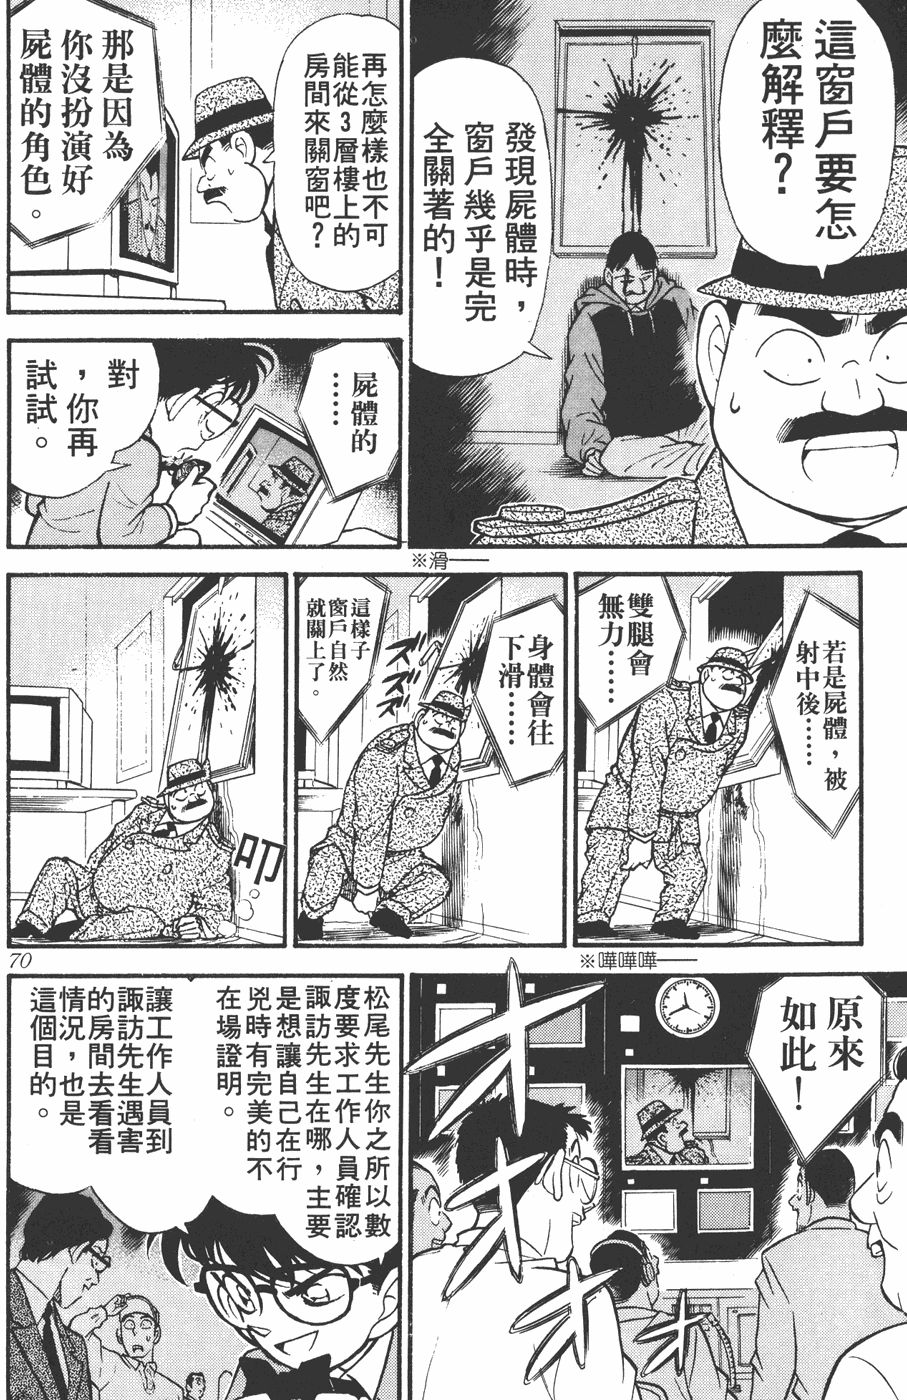 這窗戶要怎
麼解釋？
發現屍體時，
窗戶幾乎是完
全關著的！
再怎麼樣也不可
能從３層樓上的
房間來關窗吧？
那是因為
你沒扮演好
屍體的角色。
屍體的
……
對
，你再
試試。
※滑——
若是屍體，被
射中後……
雙腿會
無力……
身體會往
下滑……
ズズズ
這樣子
窗戶自然
就關上了。
叩
70
※嘩嘩嘩——
原來
如此！
オオオオ
松尾先生你之所以數
度要求工作人員確認
諏訪先生在哪，主要
是想讓自己在行
兇時有完美的不
在場證明。
讓工作人員到
諏訪先生遇害
的房間去看看
情況，也是
這個目的。